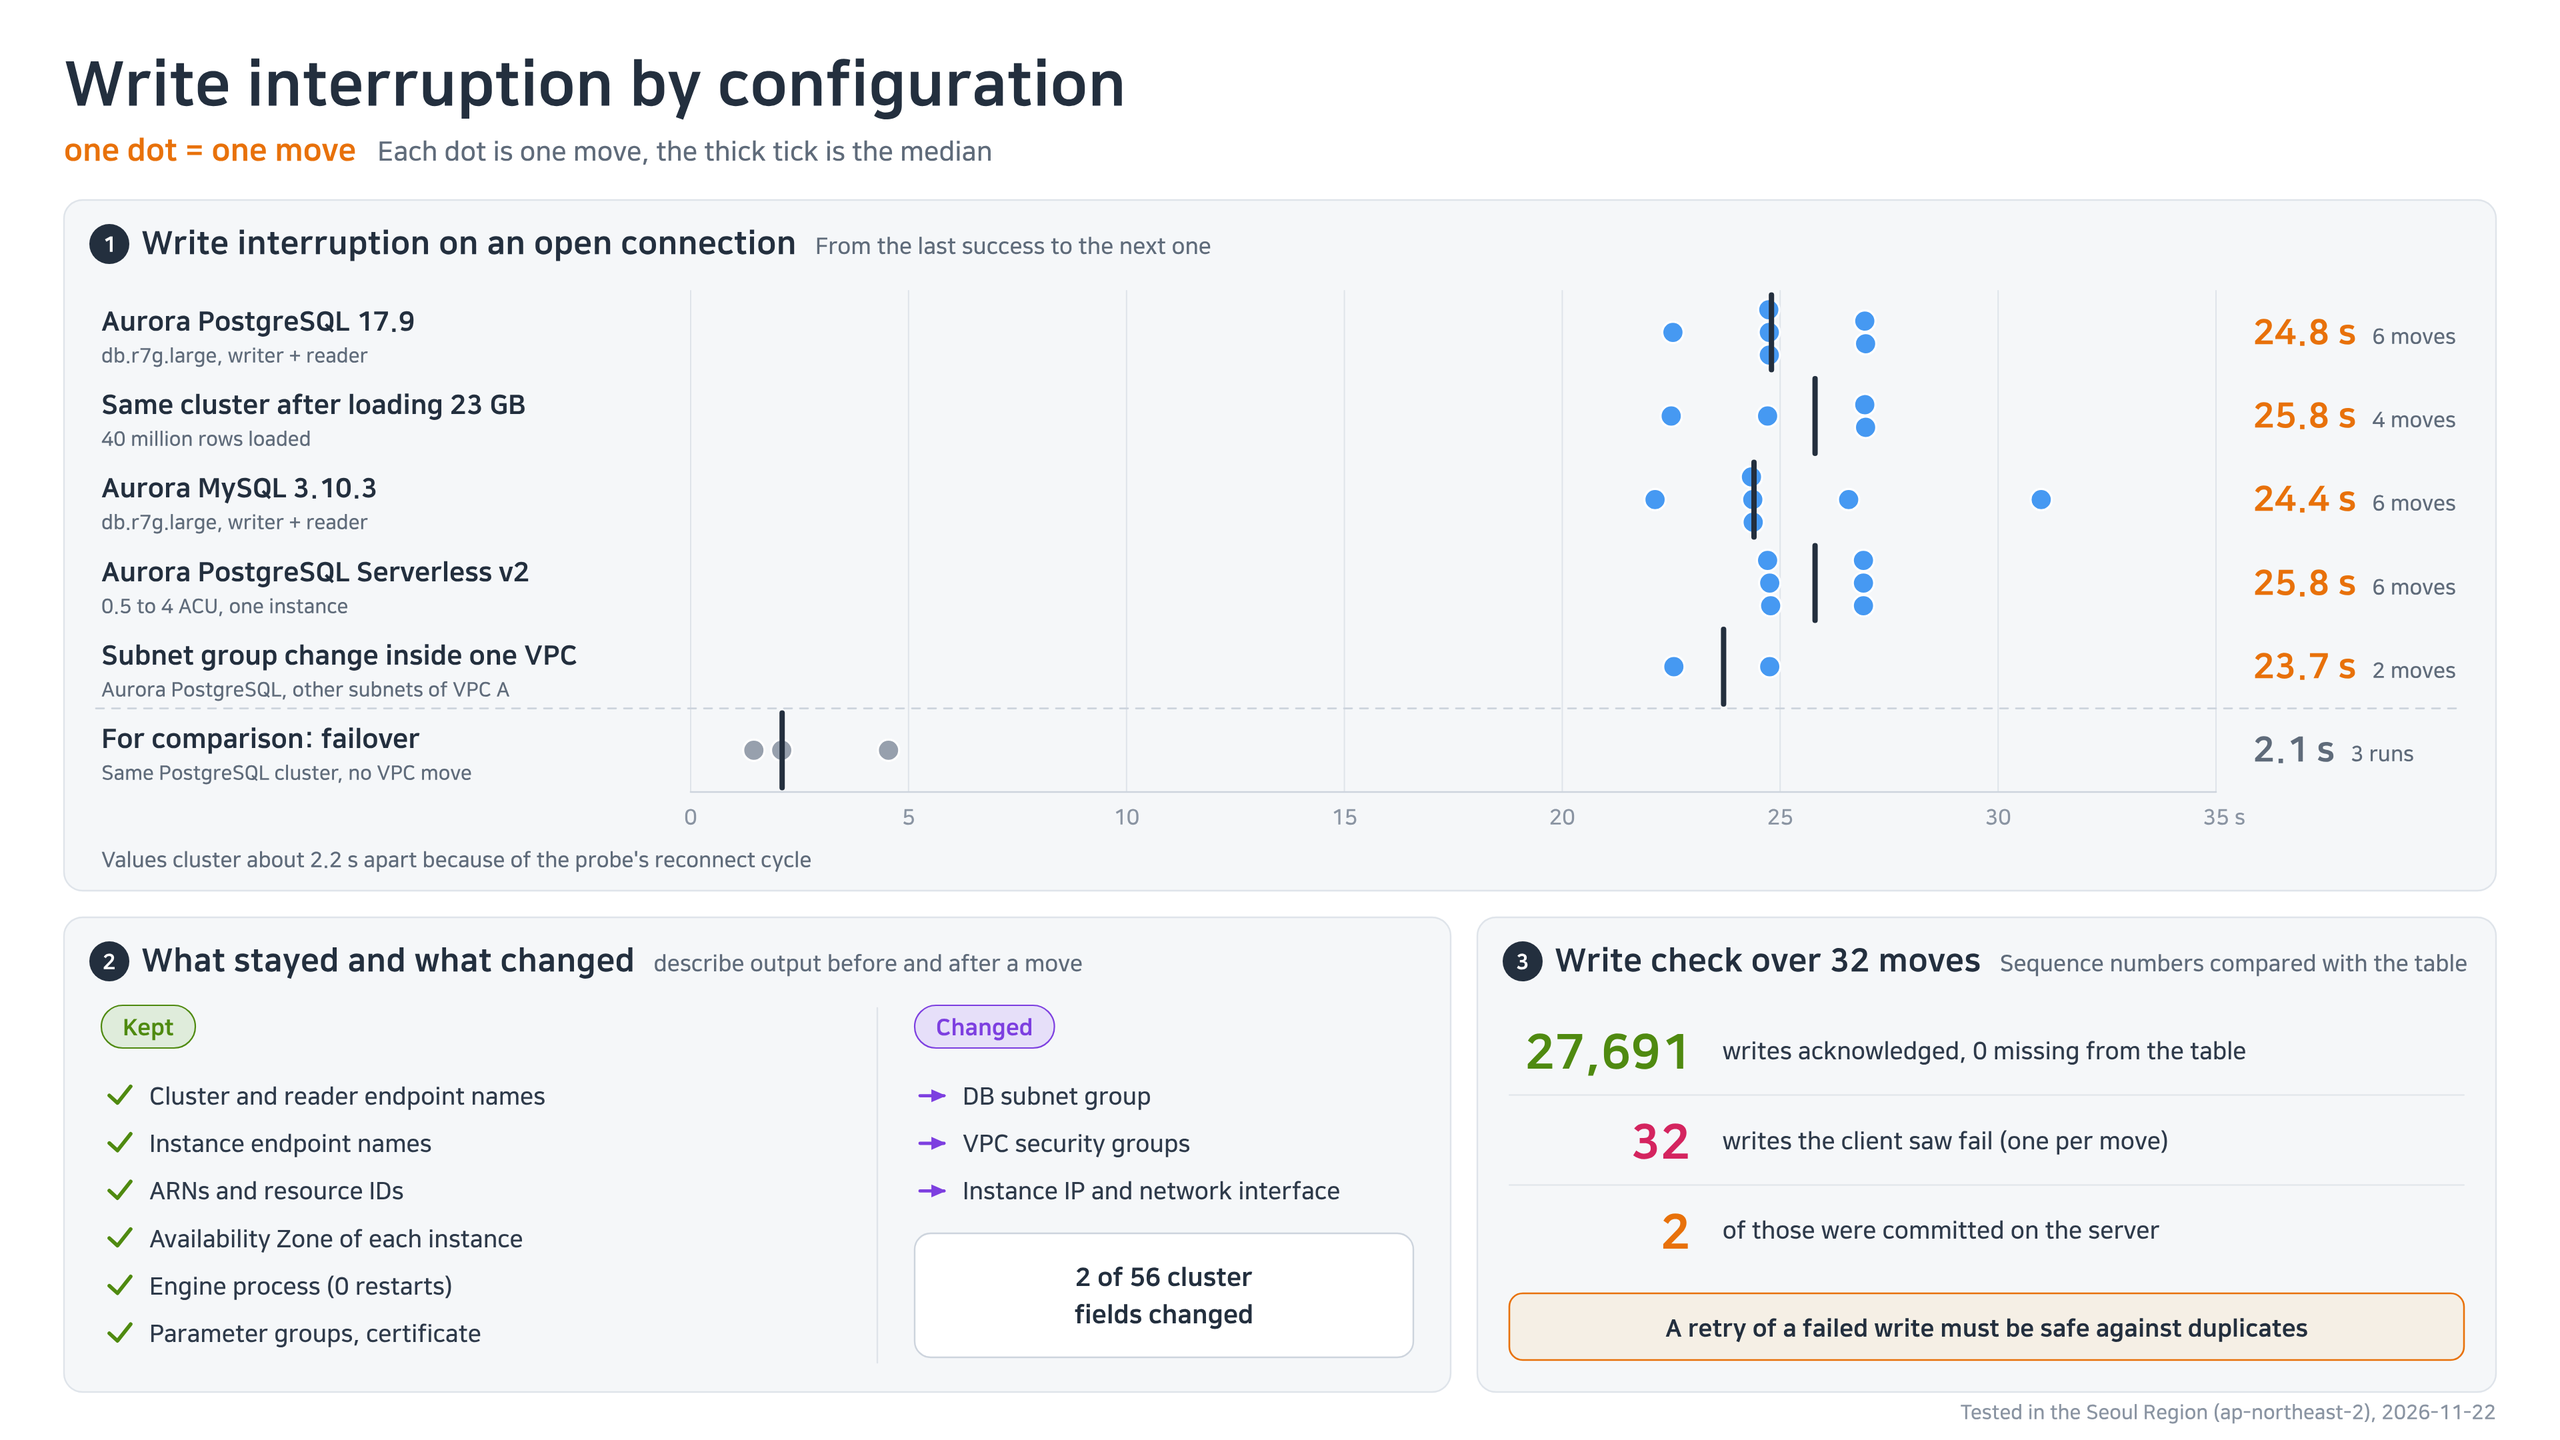 Write interruption by configuration
one dot = one move Each dot is one move, the thick tick is the median
1 Write interruption on an open connection From the last success to the next one
Aurora PostgreSQL 17.9
db.r7g.large, writer + reader
24.8 s 6 moves
Same cluster after loading 23 GB
40 million rows loaded
25.8 s 4 moves
Aurora MySQL 3.10.3
db.r7g.large, writer + reader
24.4 s 6 moves
Aurora PostgreSQL Serverless v2
0.5 to 4 ACU, one instance
25.8 s 6 moves
Subnet group change inside one VPC
Aurora PostgreSQL, other subnets of VPC A
23.7 s 2 moves
For comparison: failover
Same PostgreSQL cluster, no VPC move
2.1 s 3 runs
0 5 10 15 20 25 30 35 s
Values cluster about 2.2 s apart because of the probe's reconnect cycle
2 What stayed and what changed describe output before and after a move
Kept
Cluster and reader endpoint names
Instance endpoint names
ARNs and resource IDs
Availability Zone of each instance
Engine process (0 restarts)
Parameter groups, certificate
Changed
DB subnet group
VPC security groups
Instance IP and network interface
2 of 56 cluster
fields changed
3 Write check over 32 moves Sequence numbers compared with the table
27,691 writes acknowledged, 0 missing from the table
32 writes the client saw fail (one per move)
2 of those were committed on the server
A retry of a failed write must be safe against duplicates
Tested in the Seoul Region (ap-northeast-2), 2026-11-22